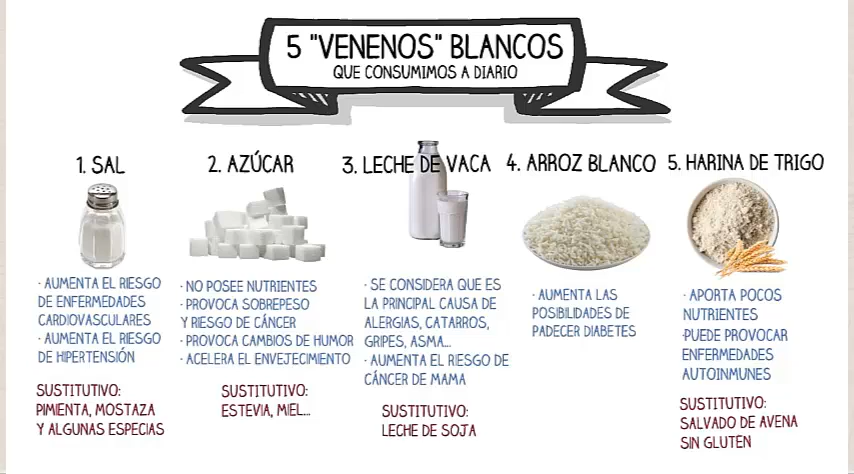 5 "VENENOS" BLANCOS
QUE CONSUMIMOS A DIARIO
1. SAL
· AUMENTA EL RIESGO
DE ENFERMEDADES
CARDIOVASCULARES
· AUMENTA EL RIESGO
DE HIPERTENSIÓN
SUSTITUTIVO:
PIMIENTA, MOSTAZA
Y ALGUNAS ESPECIAS
2. AZÚCAR
· NO POSEE NUTRIENTES
· PROVOCA SOBREPESO
Y RIESGO DE CÁNCER
· PROVOCA CAMBIOS DE HUMOR
· ACELERA EL ENVEJECIMIENTO
SUSTITUTIVO:
ESTEVIA, MIEL...
3. LECHE DE VACA
· SE CONSIDERA QUE ES
LA PRINCIPAL CAUSA DE
ALERGIAS, CATARROS,
GRIPES, ASMA...
· AUMENTA EL RIESGO DE
CÁNCER DE MAMA
SUSTITUTIVO:
LECHE DE SOJA
4. ARROZ BLANCO
· AUMENTA LAS
POSIBILIDADES DE
PADECER DIABETES
5. HARINA DE TRIGO
· APORTA POCOS
NUTRIENTES
·PUEDE PROVOCAR
ENFERMEDADES
AUTOINMUNES
SUSTITUTIVO:
SALVADO DE AVENA
SIN GLUTEN